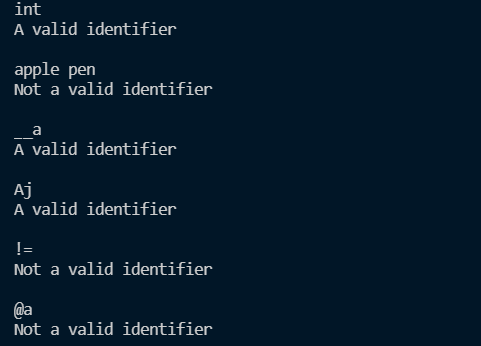 int
A valid identifier
apple pen
Not a valid identifier
__a
A valid identifier
Aj
A valid identifier
!=
Not a valid identifier
@a
Not a valid identifier